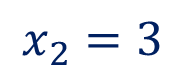 x₂ = 3